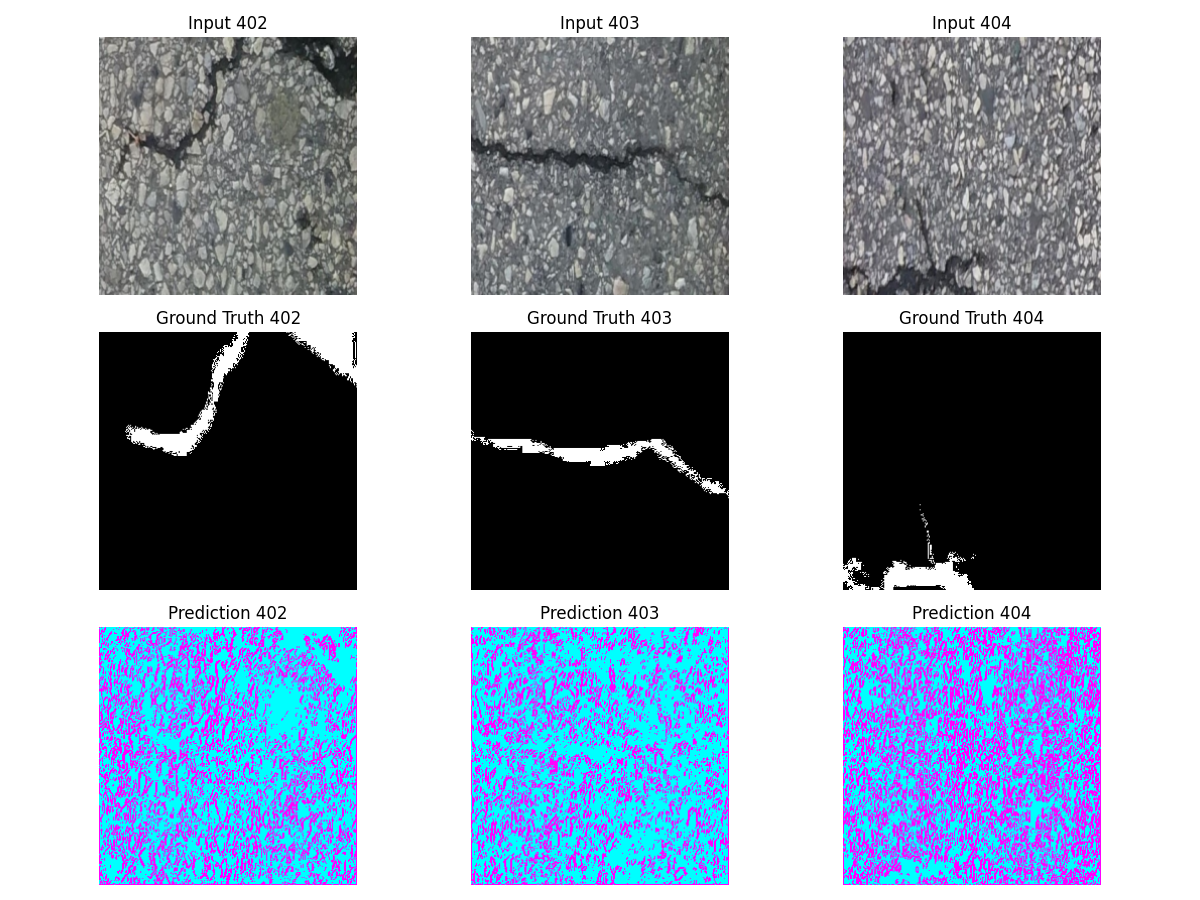 Input 402
Input 403
Input 404
Ground Truth 402
Ground Truth 403
Ground Truth 404
Prediction 402
Prediction 403
Prediction 404